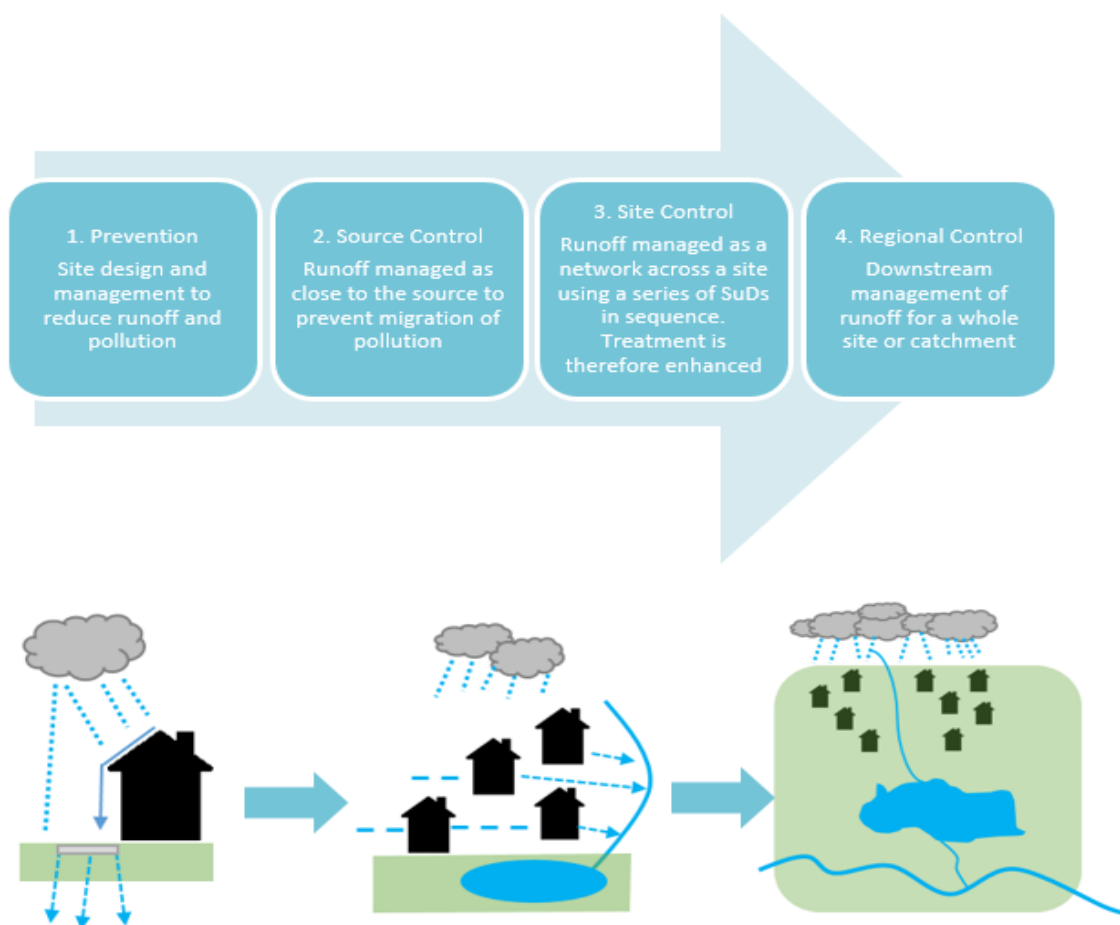 1. Prevention
Site design and
management to
reduce runoff and
pollution
2. Source Control
Runoff managed as
close to the source to
prevent migration of
pollution
3. Site Control
Runoff managed as a
network across a site
using a series of SuDs
in sequence.
Treatment is
therefore enhanced
4. Regional Control
Downstream
management of
runoff for a whole
site or catchment